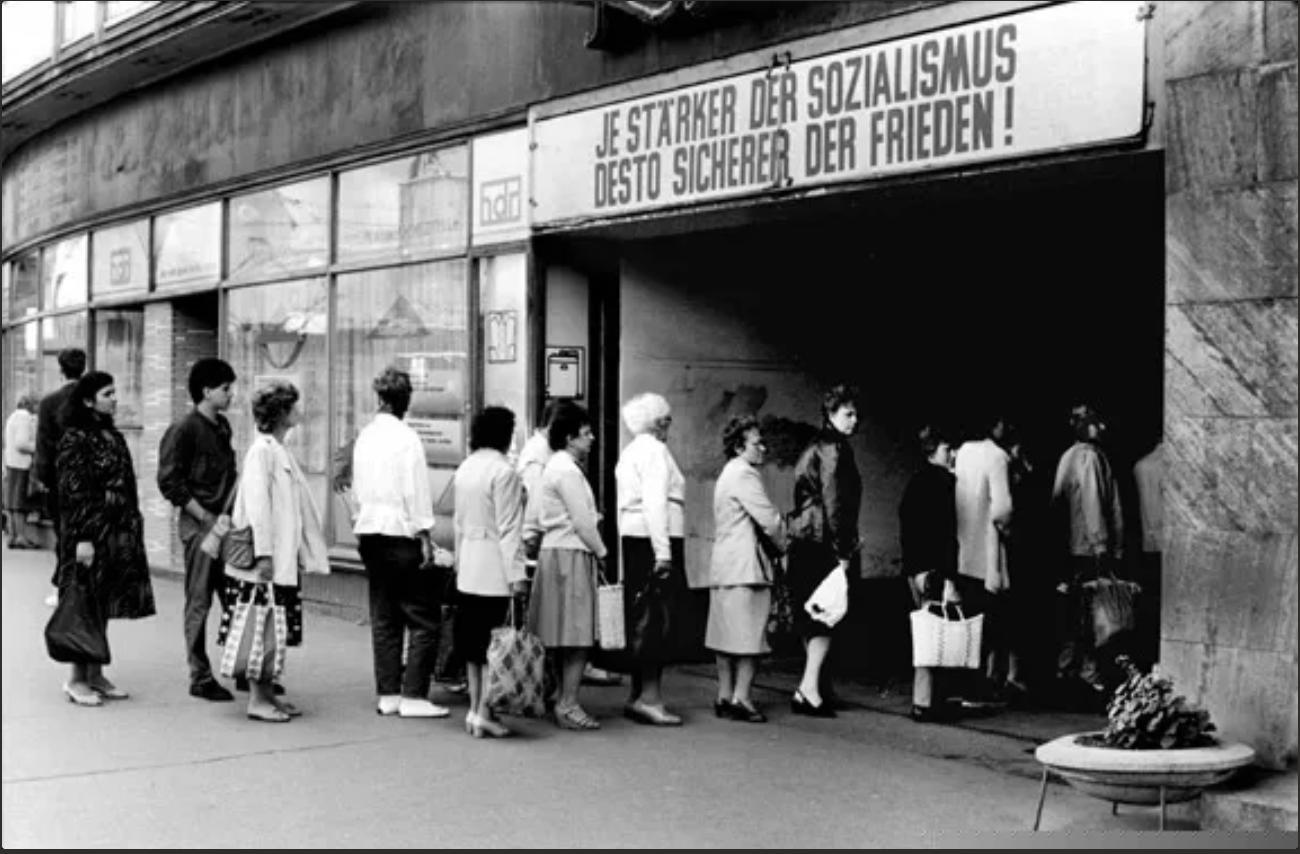 JE STÄRKER DER SOZIALISMUS
DESTO SICHERER DER FRIEDEN!